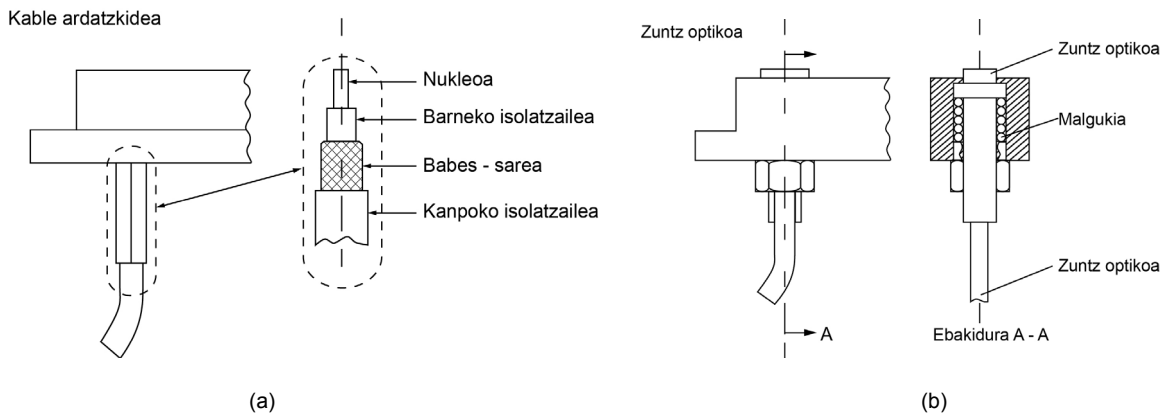 Kable ardatzkidea
Nukleoa
Barneko isolatzailea
Babes - sarea
Kanpoko isolatzailea
(a)
Zuntz optikoa
A
Zuntz optikoa
Malgukia
Zuntz optikoa
Ebakidura A - A
(b)